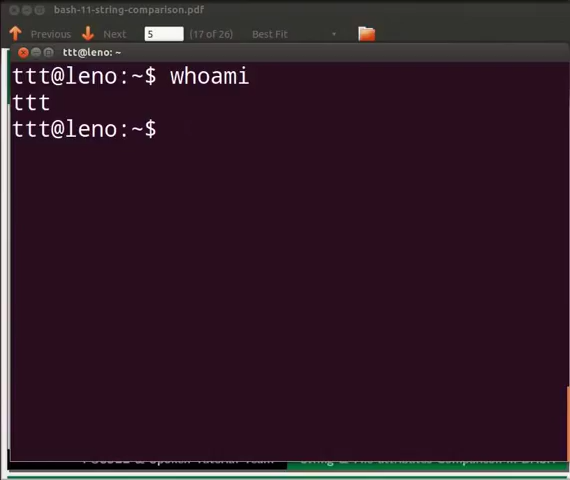 bash-11-string-comparison.pdf
Previous Next 5 (17 of 26) Best Fit
ttt@leno: ~
ttt@leno:~$ whoami
ttt
ttt@leno:~$